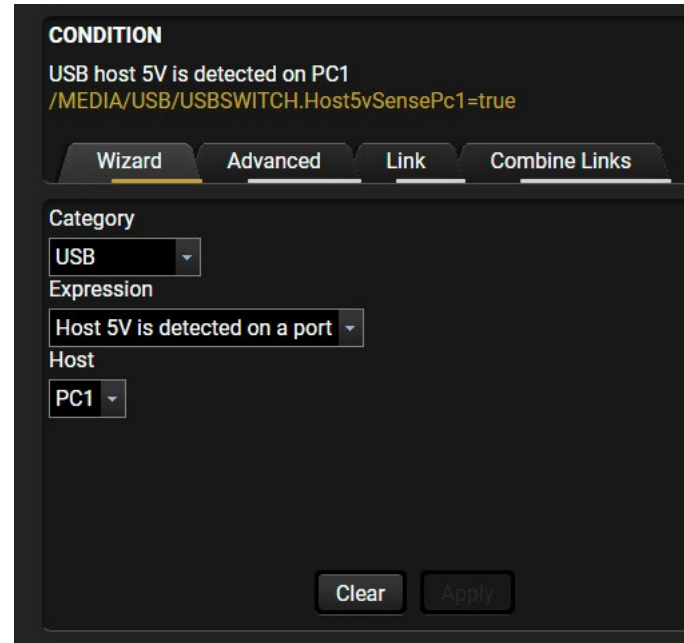 CONDITION
USB host 5V is detected on PC1
/MEDIA/USB/USBSWITCH.Host5vSensePc1=true
Wizard Advanced Link Combine Links
Category
USB
Expression
Host 5V is detected on a port
Host
PC1
Clear Apply